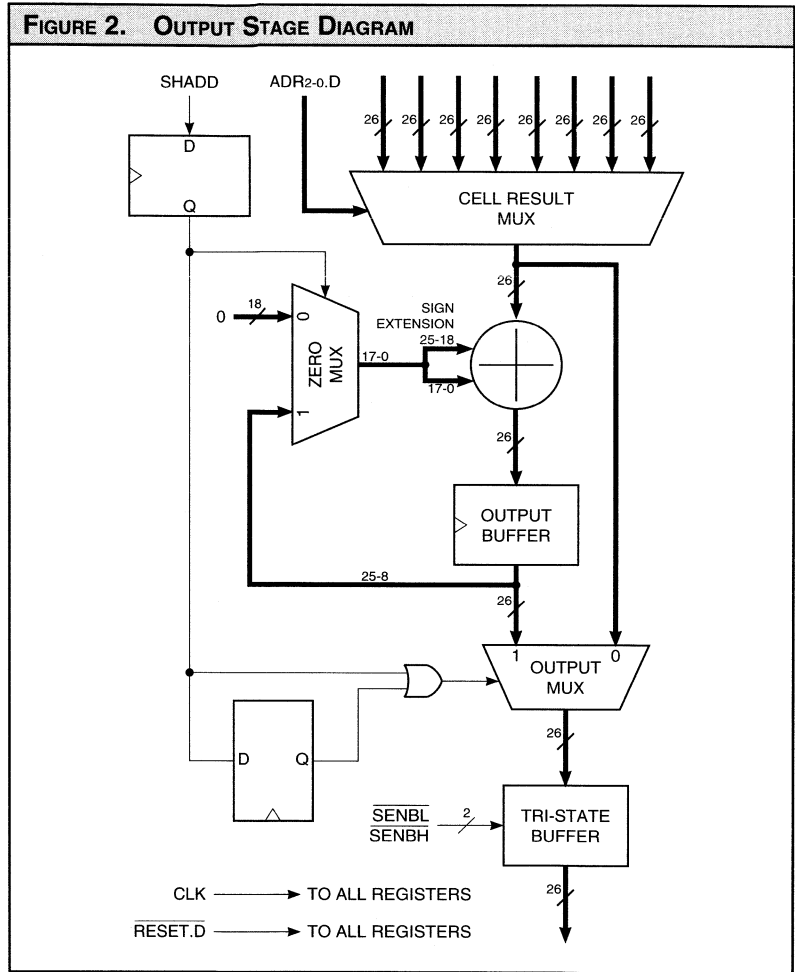 FIGURE 2. OUTPUT STAGE DIAGRAM
SHADD
ADR2-0.D
26 26 26 26 26 26 26 26
D
Q
CELL RESULT
MUX
26
0
18
0
ZERO
MUX
1
17-0
SIGN
EXTENSION
25-18
17-0
26
OUTPUT
BUFFER
25-8
26
1
0
OUTPUT
MUX
D
Q
26
SENBL
SENBH
2
TRI-STATE
BUFFER
26
CLK
TO ALL REGISTERS
RESET.D
TO ALL REGISTERS